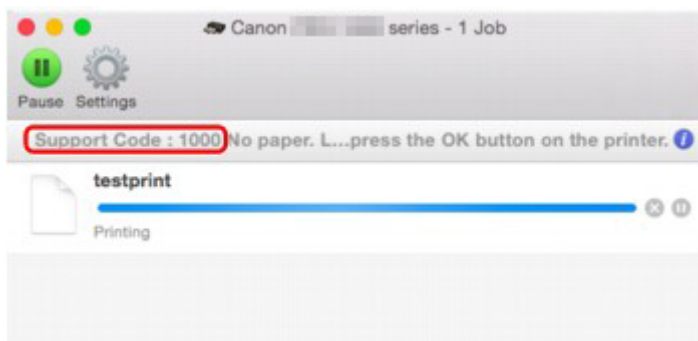 Canon series - 1 Job
Pause Settings
Support Code : 1000 No paper. L...press the OK button on the printer.
testprint
Printing